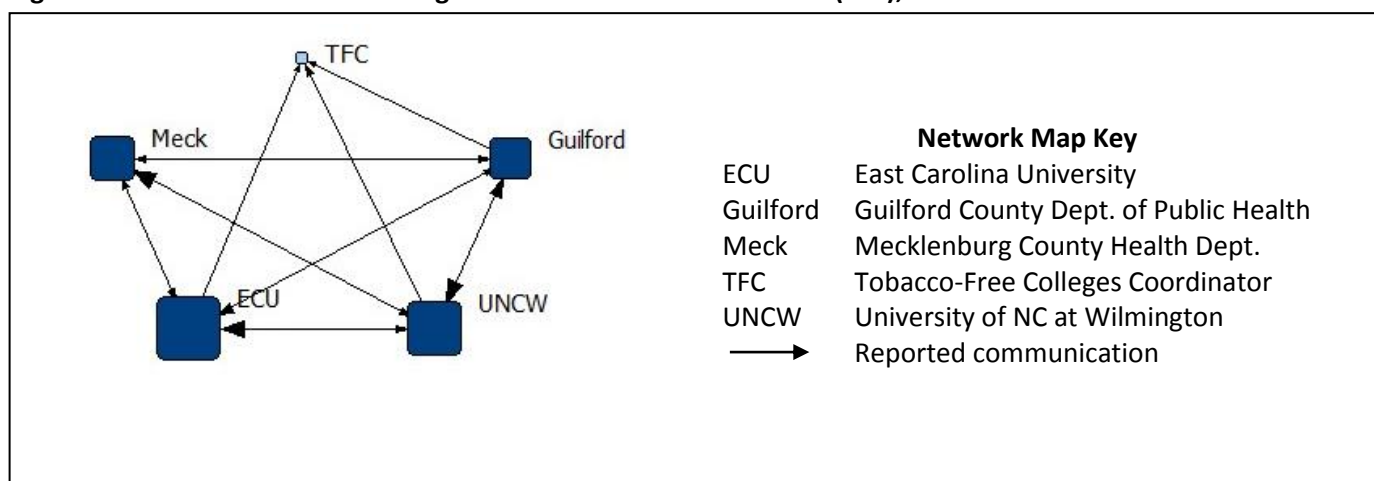 TFC
Meck
Guilford
ECU
UNCW
Network Map Key
ECU East Carolina University
Guilford Guilford County Dept. of Public Health
Meck Mecklenburg County Health Dept.
TFC Tobacco-Free Colleges Coordinator
UNCW University of NC at Wilmington
Reported communication